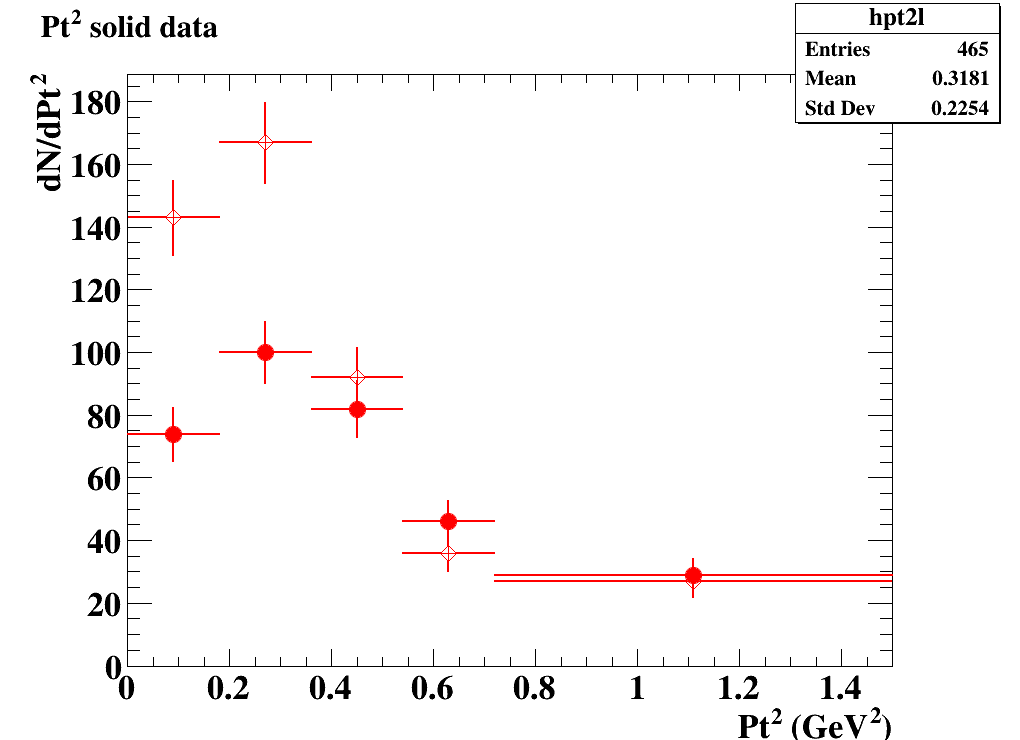 Pt² solid data
hpt2l
Entries 465
Mean 0.3181
Std Dev 0.2254
dN/dPt²
180
160
140
120
100
80
60
40
20
0
0 0.2 0.4 0.6 0.8 1 1.2 1.4
Pt² (GeV²)